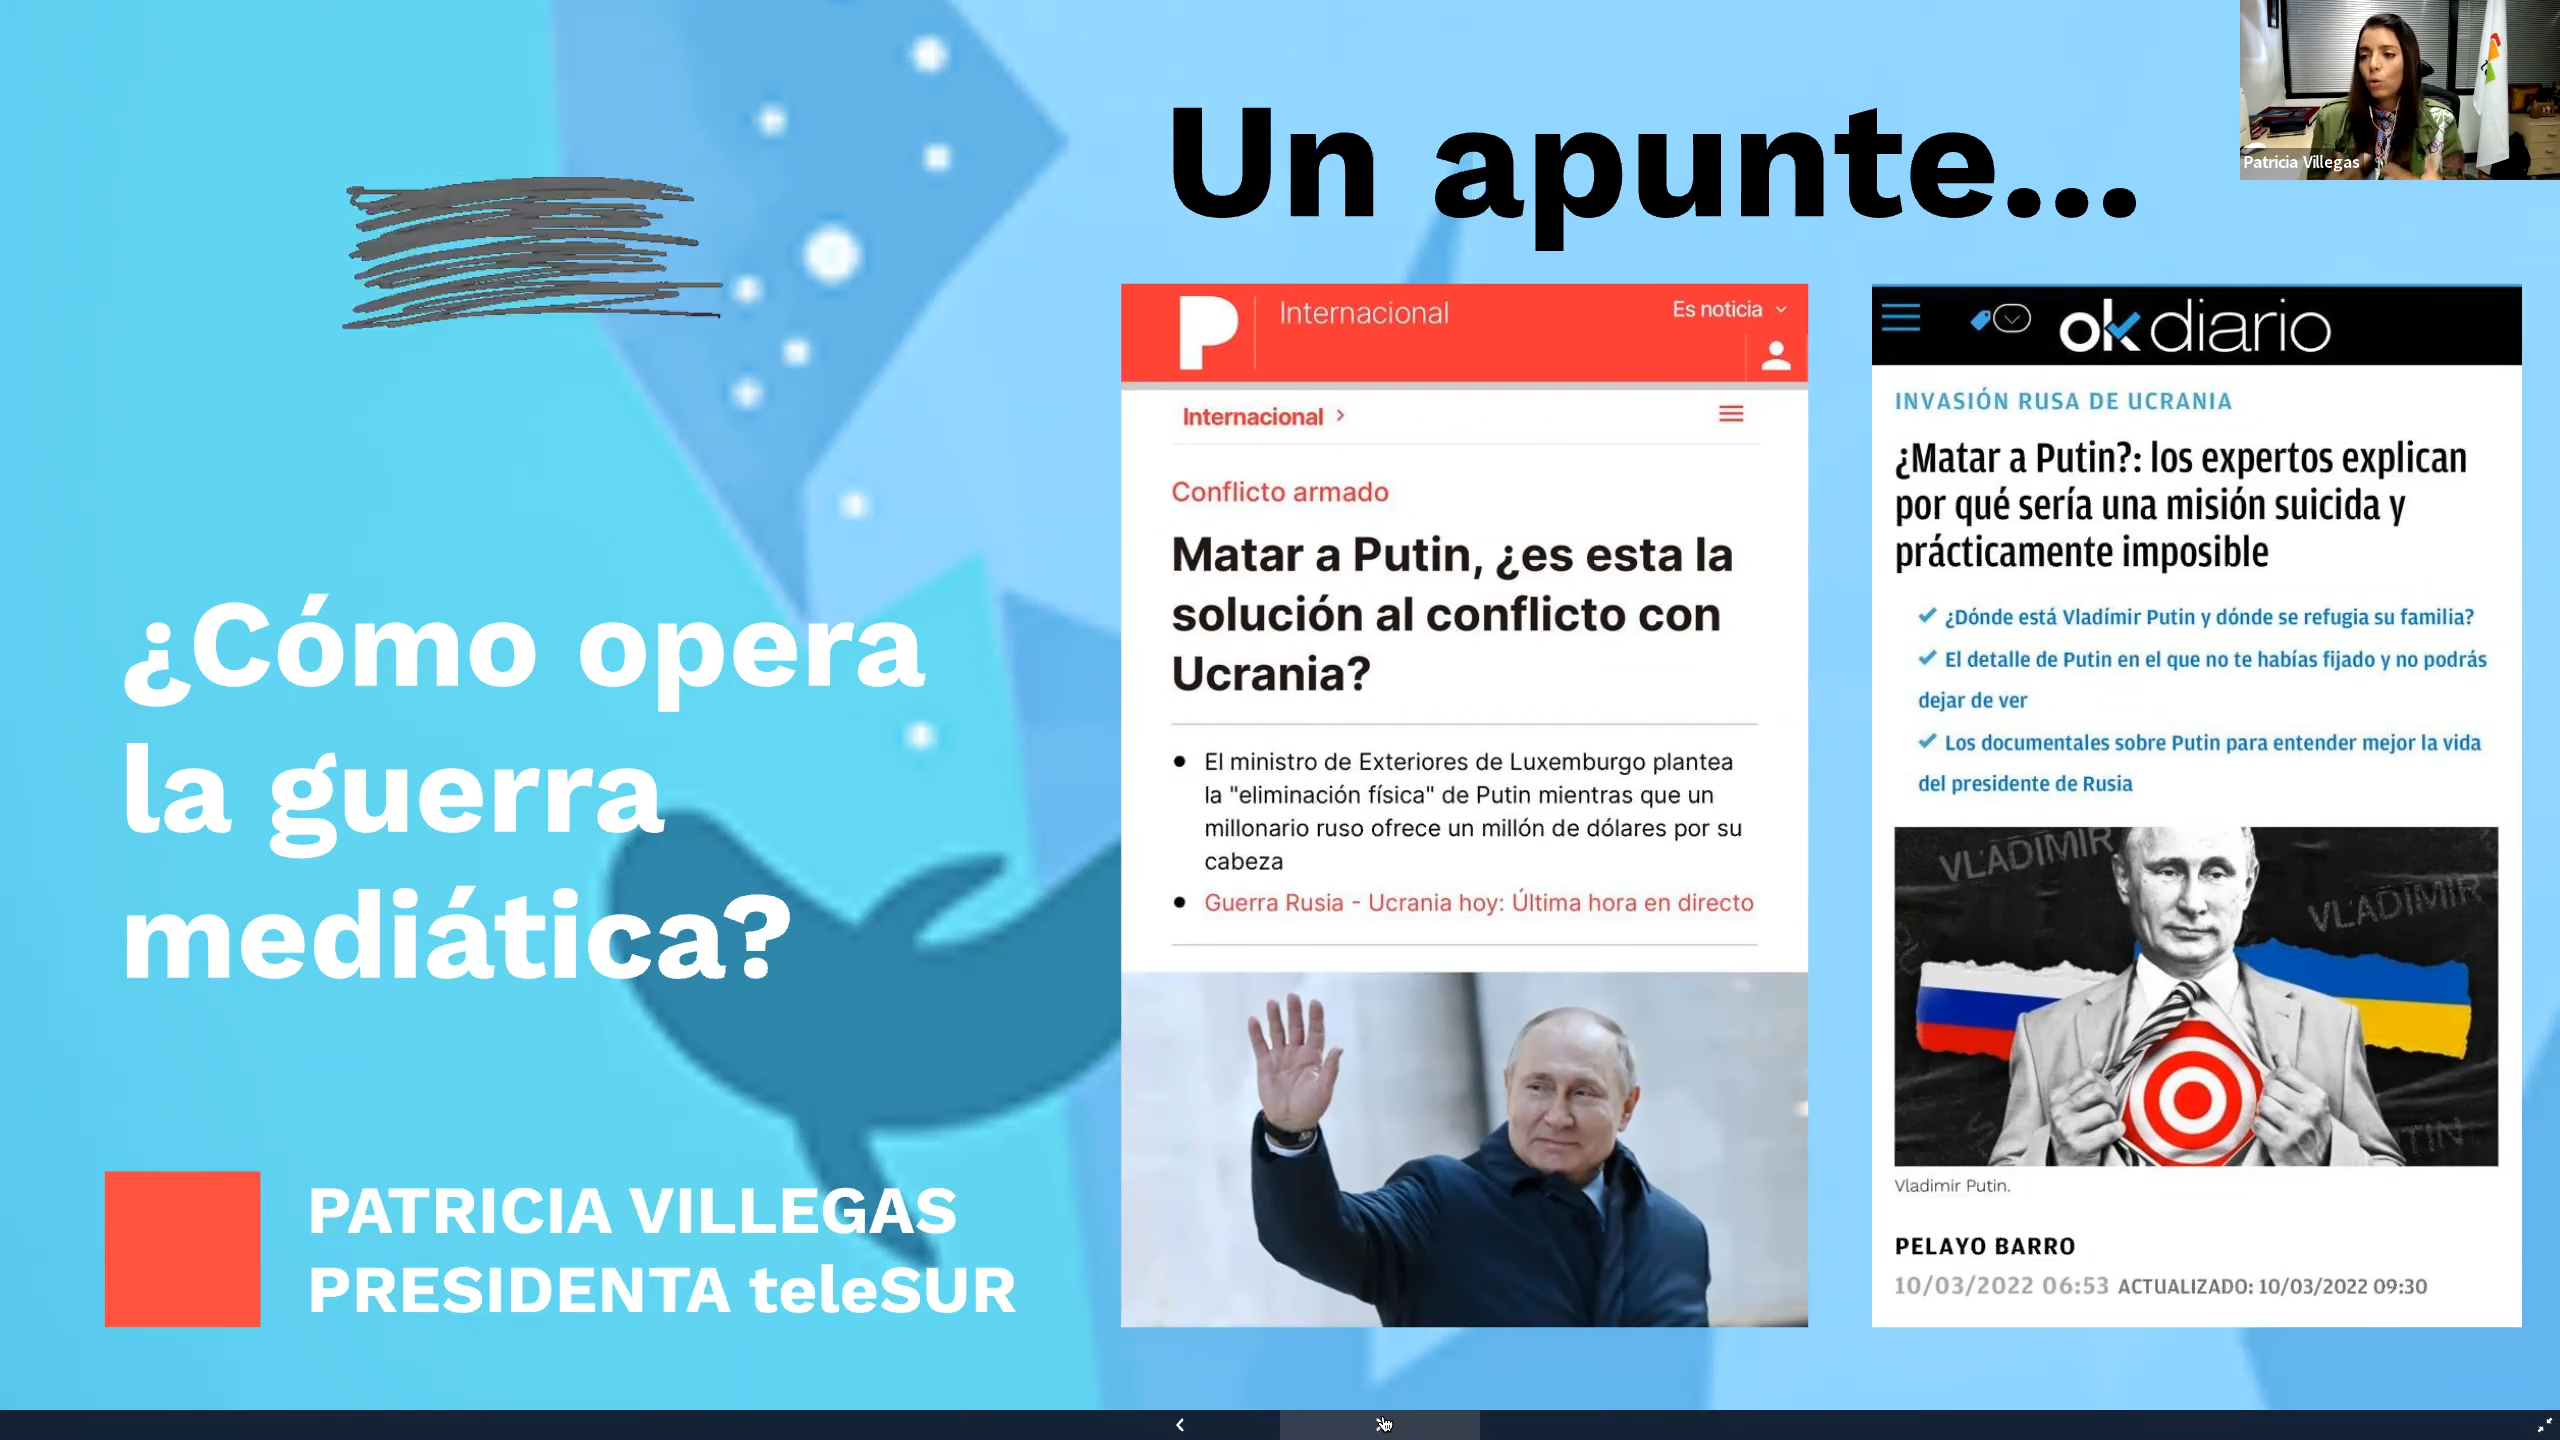 Un apunte...
Patricia Villegas
¿Cómo opera
la guerra
mediática?
PATRICIA VILLEGAS
PRESIDENTA teleSUR
P
Internacional
Es noticia
Internacional
Conflicto armado
Matar a Putin, ¿es esta la
solución al conflicto con
Ucrania?
El ministro de Exteriores de Luxemburgo plantea
la "eliminación física" de Putin mientras que un
millonario ruso ofrece un millón de dólares por su
cabeza
Guerra Rusia - Ucrania hoy: Última hora en directo
ok diario
INVASIÓN RUSA DE UCRANIA
¿Matar a Putin?: los expertos explican
por qué sería una misión suicida y
prácticamente imposible
¿Dónde está Vladímir Putin y dónde se refugia su familia?
El detalle de Putin en el que no te habías fijado y no podrás
dejar de ver
Los documentales sobre Putin para entender mejor la vida
del presidente de Rusia
VLADIMIR
VLADIMIR
Vladimir Putin.
PELAYO BARRO
10/03/2022 06:53 ACTUALIZADO: 10/03/2022 09:30